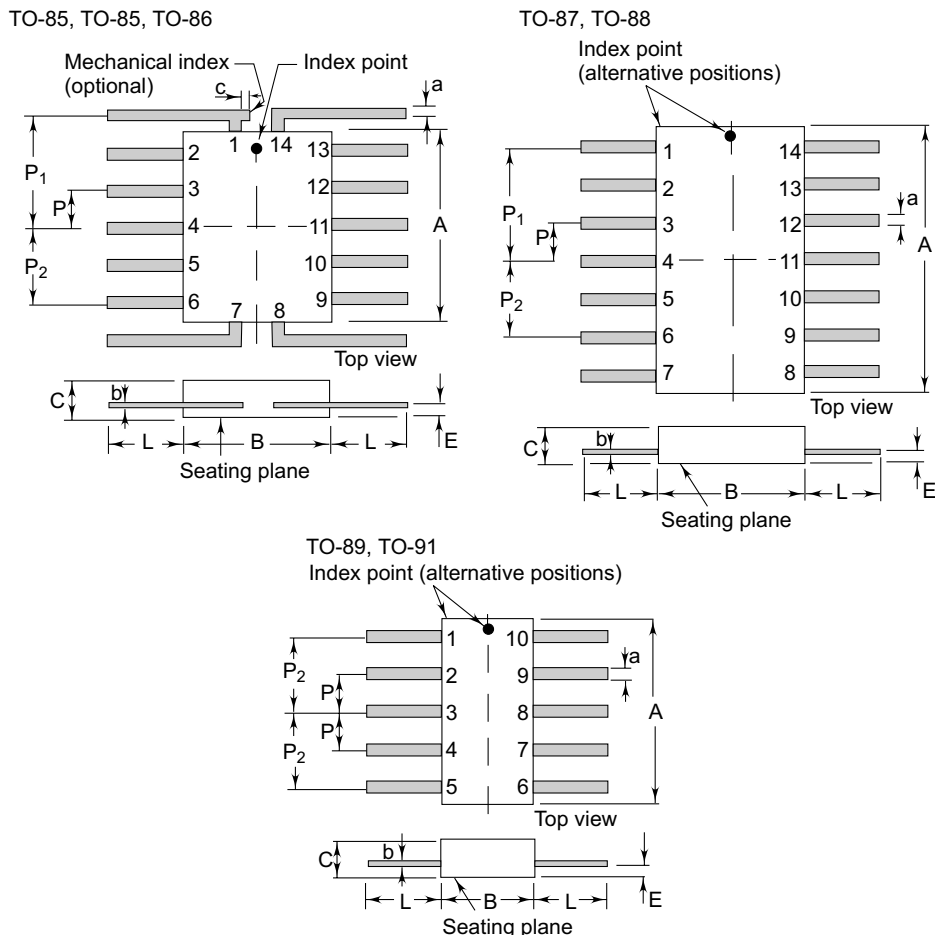 TO-85, TO-85, TO-86
Mechanical index
(optional)
Index point
c
a
1
14
2
13
3
12
4
11
5
10
6
9
7
8
P1
P
P2
A
Top view
C
b
E
L
B
L
Seating plane
TO-87, TO-88
Index point
(alternative positions)
1
14
2
13
3
12
4
11
5
10
6
9
7
8
P1
P
P2
a
A
Top view
C
b
E
L
B
L
Seating plane
TO-89, TO-91
Index point (alternative positions)
1
10
2
9
3
8
4
7
5
6
P2
P
P
P2
a
A
Top view
C
b
E
L
B
L
Seating plane